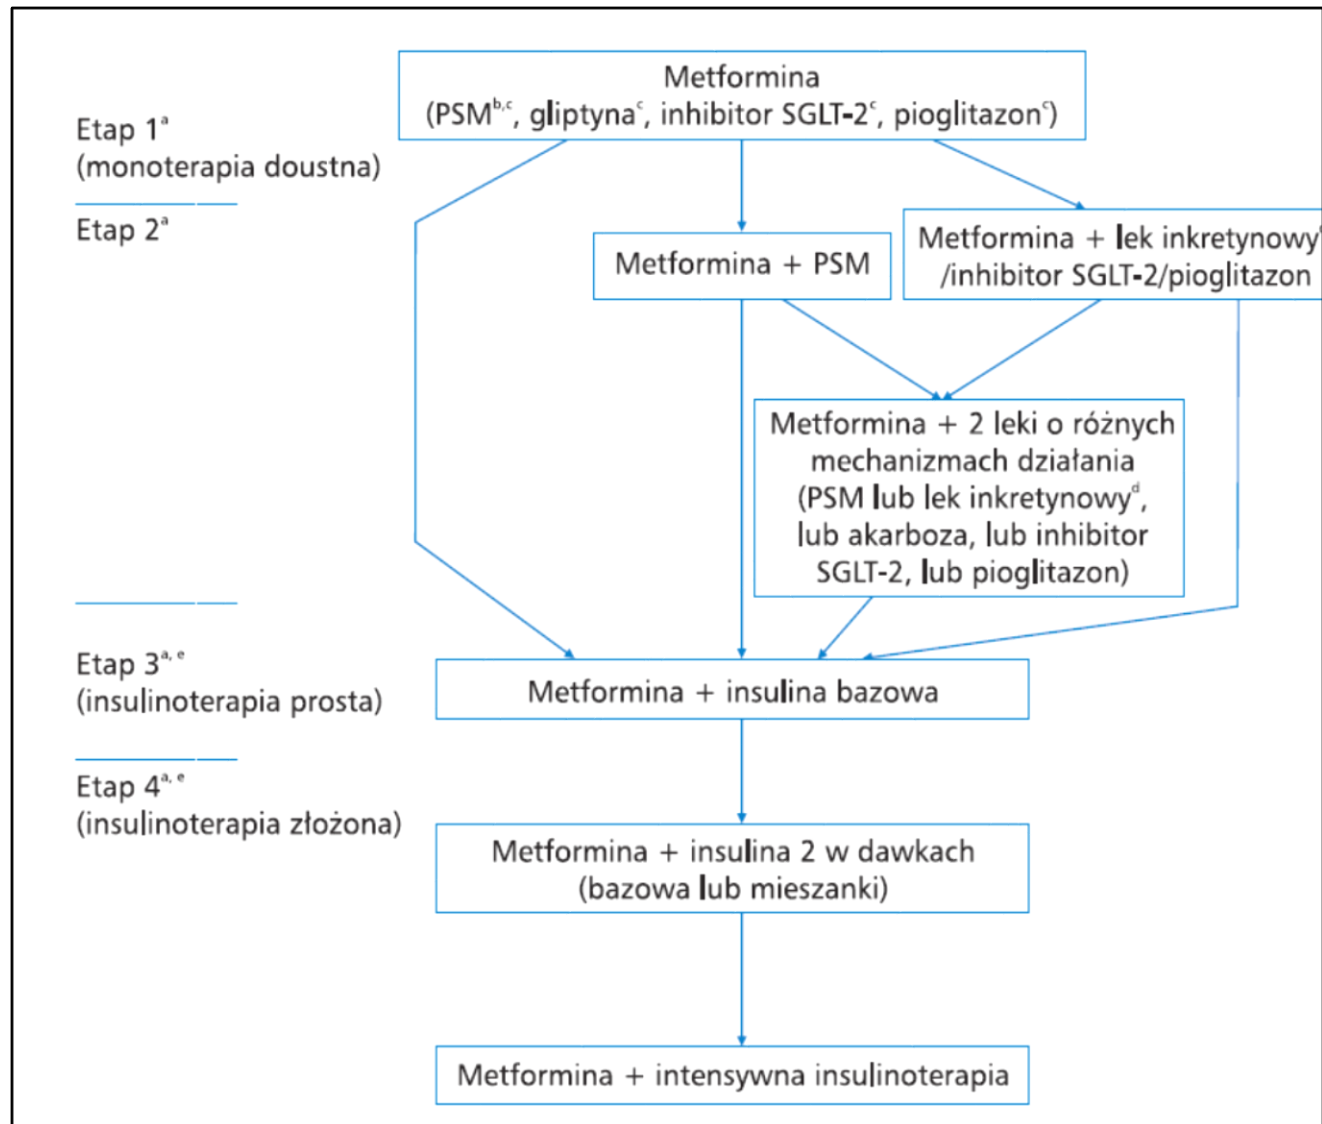 Metformina
(PSMᵇ,ᶜ, gliptynaᶜ, inhibitor SGLT-2ᶜ, pioglitazonᶜ)
Etap 1ᵃ
(monoterapia doustna)
Etap 2ᵃ
Metformina + PSM
Metformina + lek inkretynowy
/inhibitor SGLT-2/pioglitazon
Metformina + 2 leki o różnych
mechanizmach działania
(PSM lub lek inkretynowyᵈ,
lub akarboza, lub inhibitor
SGLT-2, lub pioglitazon)
Etap 3ᵃ, ᵉ
(insulinoterapia prosta)
Metformina + insulina bazowa
Etap 4ᵃ, ᵉ
(insulinoterapia złożona)
Metformina + insulina 2 w dawkach
(bazowa lub mieszanki)
Metformina + intensywna insulinoterapia